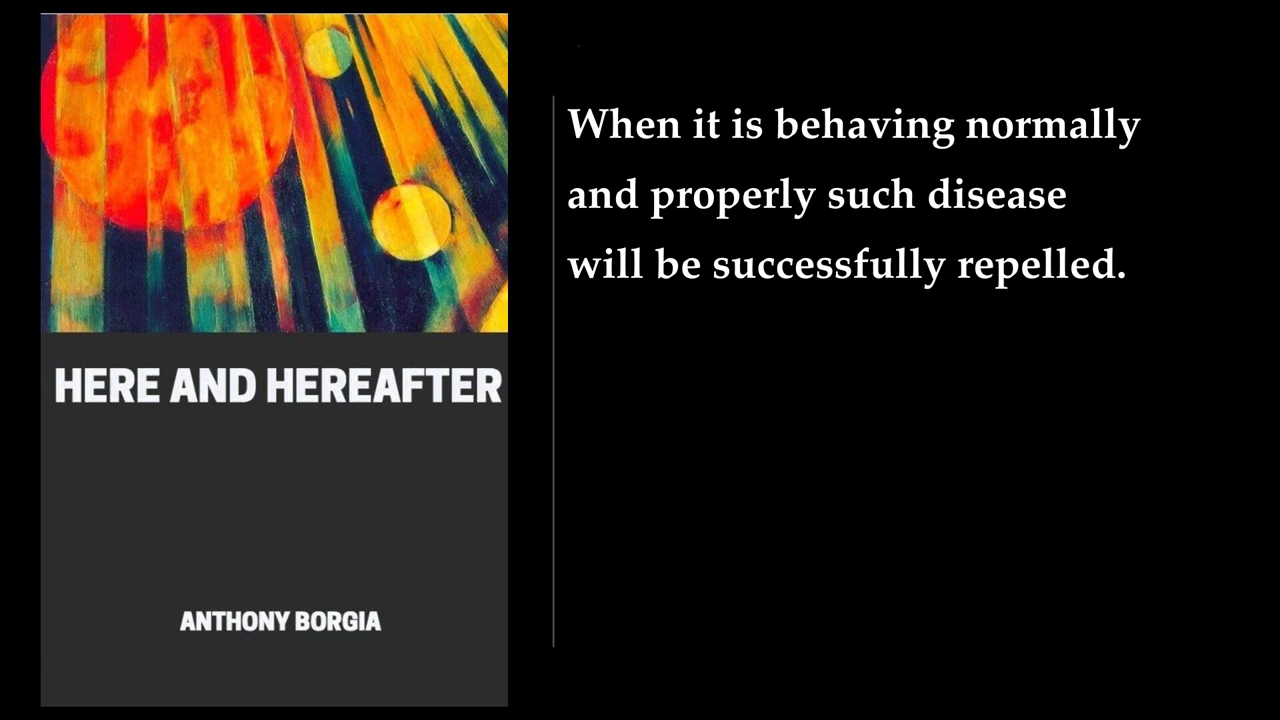 HERE AND HEREAFTER
ANTHONY BORGIA
When it is behaving normally
and properly such disease
will be successfully repelled.